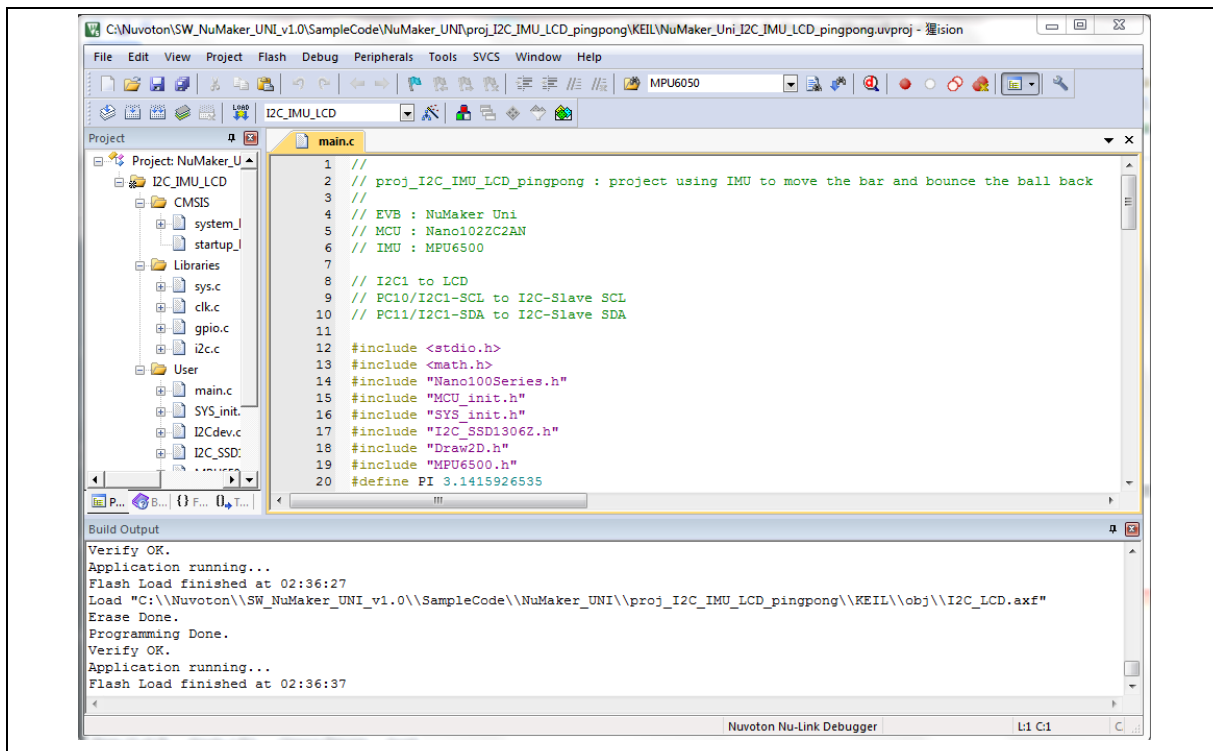 C:\Nuvoton\SW_NuMaker_UNI_v1.0\SampleCode\NuMaker_UNI\proj_I2C_IMU_LCD_pingpong\KEIL\NuMaker_Uni_I2C_IMU_LCD_pingpong.uvproj - 猩ision
File Edit View Project Flash Debug Peripherals Tools SVCS Window Help
MPU6050
LOAD I2C_IMU_LCD
Project
main.c
Project: NuMaker_U
I2C_IMU_LCD
CMSIS
system_
startup_
Libraries
sys.c
clk.c
gpio.c
i2c.c
User
main.c
SYS_init.
I2Cdev.c
I2C_SSD:
P... B... {} F... 0 T...
1 //
2 // proj_I2C_IMU_LCD_pingpong : project using IMU to move the bar and bounce the ball back
3 //
4 // EVB : NuMaker Uni
5 // MCU : Nano102ZC2AN
6 // IMU : MPU6500
7
8 // I2C1 to LCD
9 // PC10/I2C1-SCL to I2C-Slave SCL
10 // PC11/I2C1-SDA to I2C-Slave SDA
11
12 #include <stdio.h>
13 #include <math.h>
14 #include "Nano100Series.h"
15 #include "MCU_init.h"
16 #include "SYS_init.h"
17 #include "I2C_SSD1306Z.h"
18 #include "Draw2D.h"
19 #include "MPU6500.h"
20 #define PI 3.1415926535
Build Output
Verify OK.
Application running...
Flash Load finished at 02:36:27
Load "C:\\Nuvoton\\SW_NuMaker_UNI_v1.0\\SampleCode\\NuMaker_UNI\\proj_I2C_IMU_LCD_pingpong\\KEIL\\obj\\I2C_LCD.axf"
Erase Done.
Programming Done.
Verify OK.
Application running...
Flash Load finished at 02:36:37
Nuvoton Nu-Link Debugger L:1 C:1 C